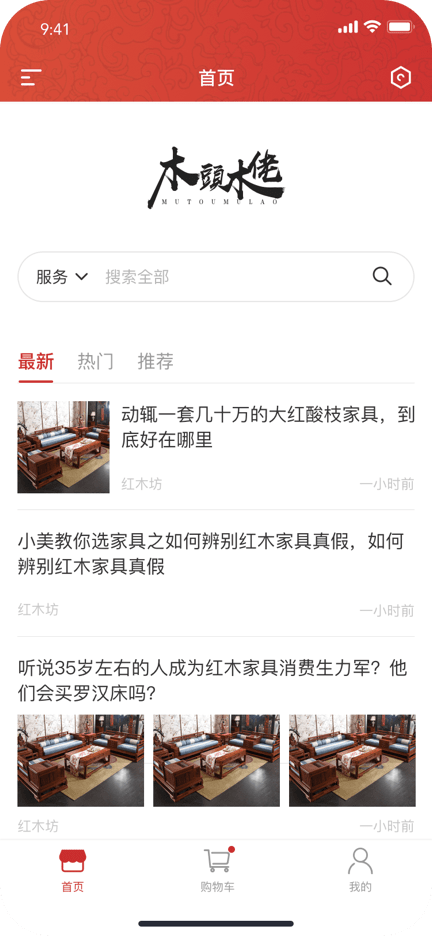 9:41
首页
木頭木佬
MUTOUMULAO
服务 搜索全部
最新 热门 推荐
动辄一套几十万的大红酸枝家具，到
底好在哪里
红木坊 一小时前
小美教你选家具之如何辨别红木家具真假，如何
辨别红木家具真假
红木坊 一小时前
听说35岁左右的人成为红木家具消费生力军？他
们会买罗汉床吗？
红木坊 一小时前
首页 购物车 我的